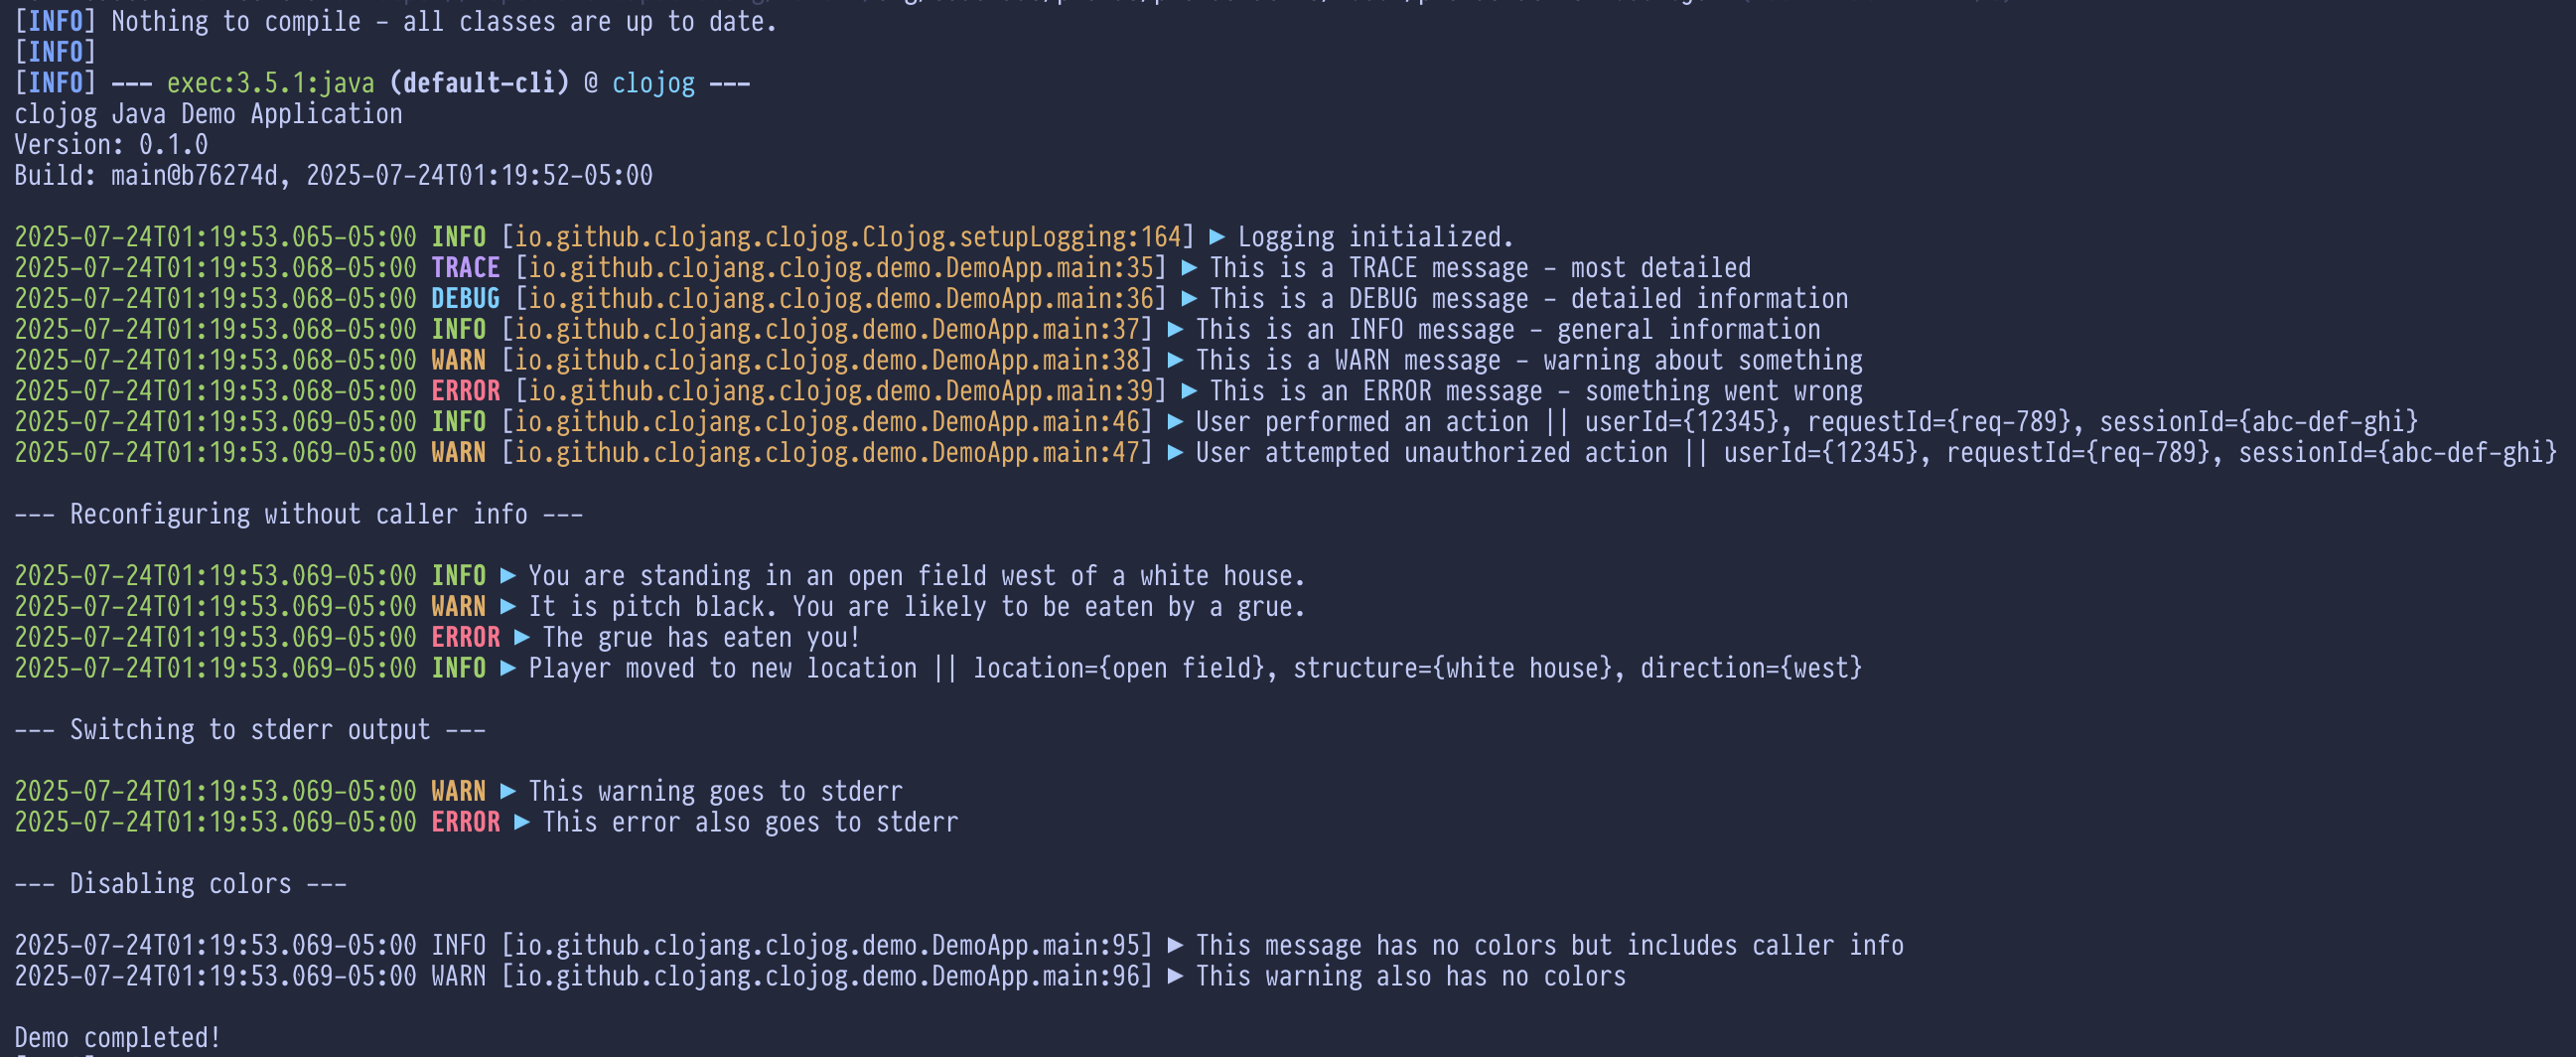 [INFO] Nothing to compile - all classes are up to date.
[INFO]
[INFO] --- exec:3.5.1:java (default-cli) @ clojog ---
clojog Java Demo Application
Version: 0.1.0
Build: main@b76274d, 2025-07-24T01:19:52-05:00
2025-07-24T01:19:53.065-05:00 INFO [io.github.clojang.clojog.Clojog.setupLogging:164] ▶ Logging initialized.
2025-07-24T01:19:53.068-05:00 TRACE [io.github.clojang.clojog.demo.DemoApp.main:35] ▶ This is a TRACE message - most detailed
2025-07-24T01:19:53.068-05:00 DEBUG [io.github.clojang.clojog.demo.DemoApp.main:36] ▶ This is a DEBUG message - detailed information
2025-07-24T01:19:53.068-05:00 INFO [io.github.clojang.clojog.demo.DemoApp.main:37] ▶ This is an INFO message - general information
2025-07-24T01:19:53.068-05:00 WARN [io.github.clojang.clojog.demo.DemoApp.main:38] ▶ This is a WARN message - warning about something
2025-07-24T01:19:53.068-05:00 ERROR [io.github.clojang.clojog.demo.DemoApp.main:39] ▶ This is an ERROR message - something went wrong
2025-07-24T01:19:53.069-05:00 INFO [io.github.clojang.clojog.demo.DemoApp.main:46] ▶ User performed an action || userId={12345}, requestId={req-789}, sessionId={abc-def-ghi}
2025-07-24T01:19:53.069-05:00 WARN [io.github.clojang.clojog.demo.DemoApp.main:47] ▶ User attempted unauthorized action || userId={12345}, requestId={req-789}, sessionId={abc-def-ghi}
--- Reconfiguring without caller info ---
2025-07-24T01:19:53.069-05:00 INFO ▶ You are standing in an open field west of a white house.
2025-07-24T01:19:53.069-05:00 WARN ▶ It is pitch black. You are likely to be eaten by a grue.
2025-07-24T01:19:53.069-05:00 ERROR ▶ The grue has eaten you!
2025-07-24T01:19:53.069-05:00 INFO ▶ Player moved to new location || location={open field}, structure={white house}, direction={west}
--- Switching to stderr output ---
2025-07-24T01:19:53.069-05:00 WARN ▶ This warning goes to stderr
2025-07-24T01:19:53.069-05:00 ERROR ▶ This error also goes to stderr
--- Disabling colors ---
2025-07-24T01:19:53.069-05:00 INFO [io.github.clojang.clojog.demo.DemoApp.main:95] ▶ This message has no colors but includes caller info
2025-07-24T01:19:53.069-05:00 WARN [io.github.clojang.clojog.demo.DemoApp.main:96] ▶ This warning also has no colors
Demo completed!